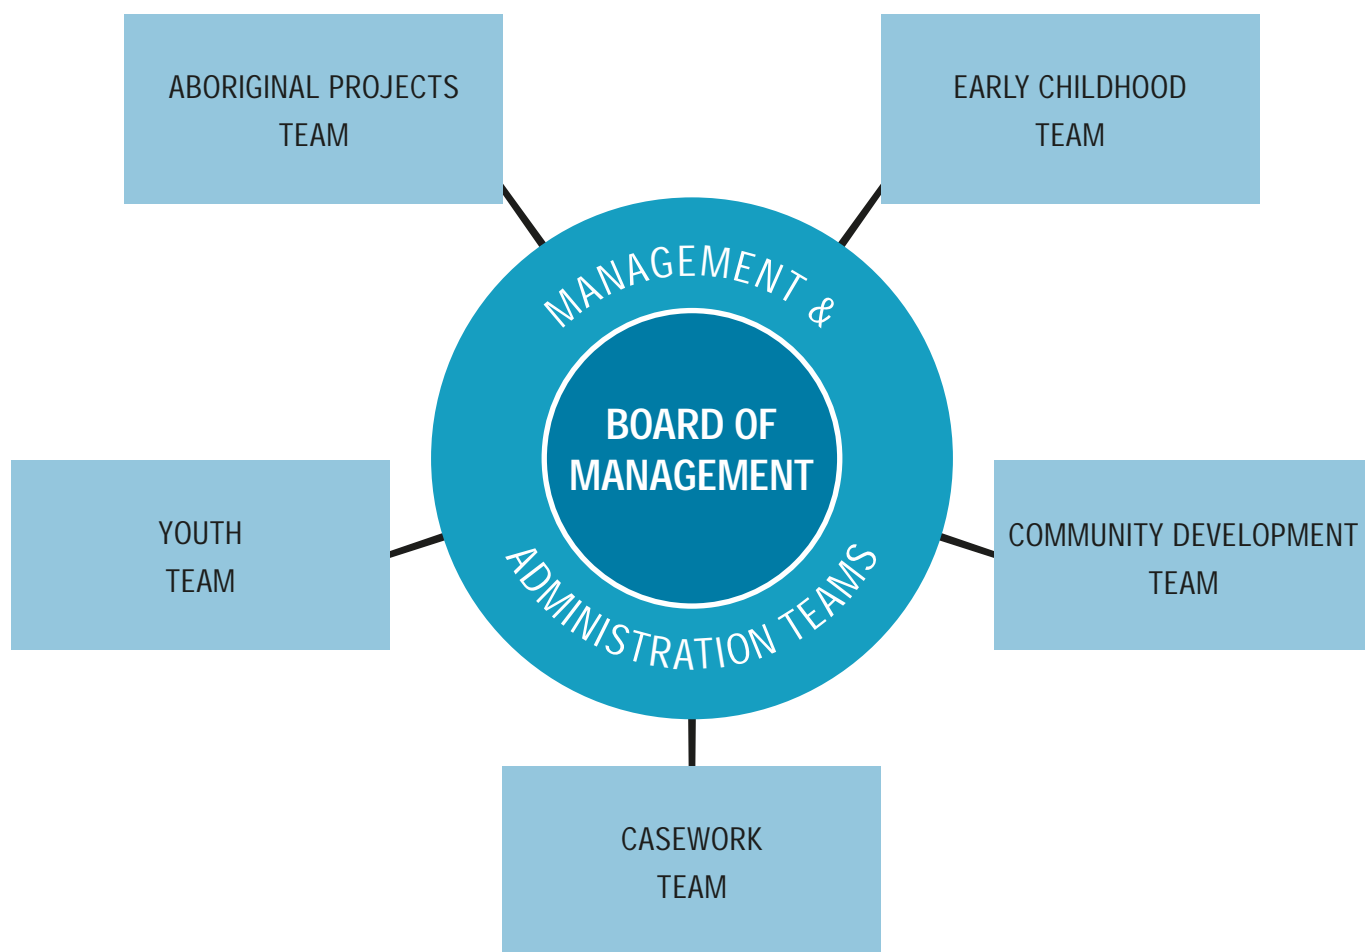 ABORIGINAL PROJECTS
TEAM
EARLY CHILDHOOD
TEAM
MANAGEMENT &
BOARD OF
MANAGEMENT
ADMINISTRATION TEAMS
YOUTH
TEAM
COMMUNITY DEVELOPMENT
TEAM
CASEWORK
TEAM